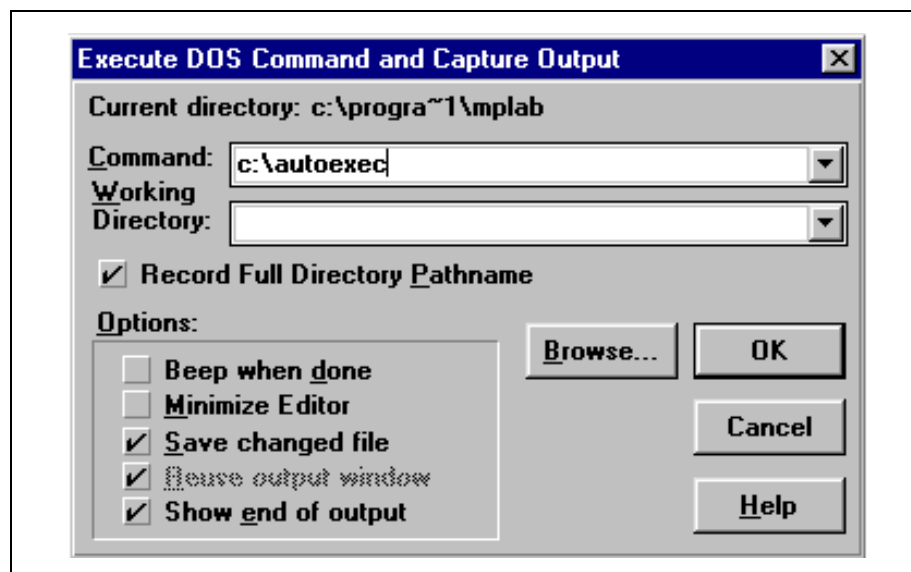 Execute DOS Command and Capture Output
Current directory: c:\progra~1\mplab
Command: c:\autoexec
Working
Directory:
Record Full Directory Pathname
Options:
Beep when done
Minimize Editor
Save changed file
Reuse output window
Show end of output
Browse...
OK
Cancel
Help